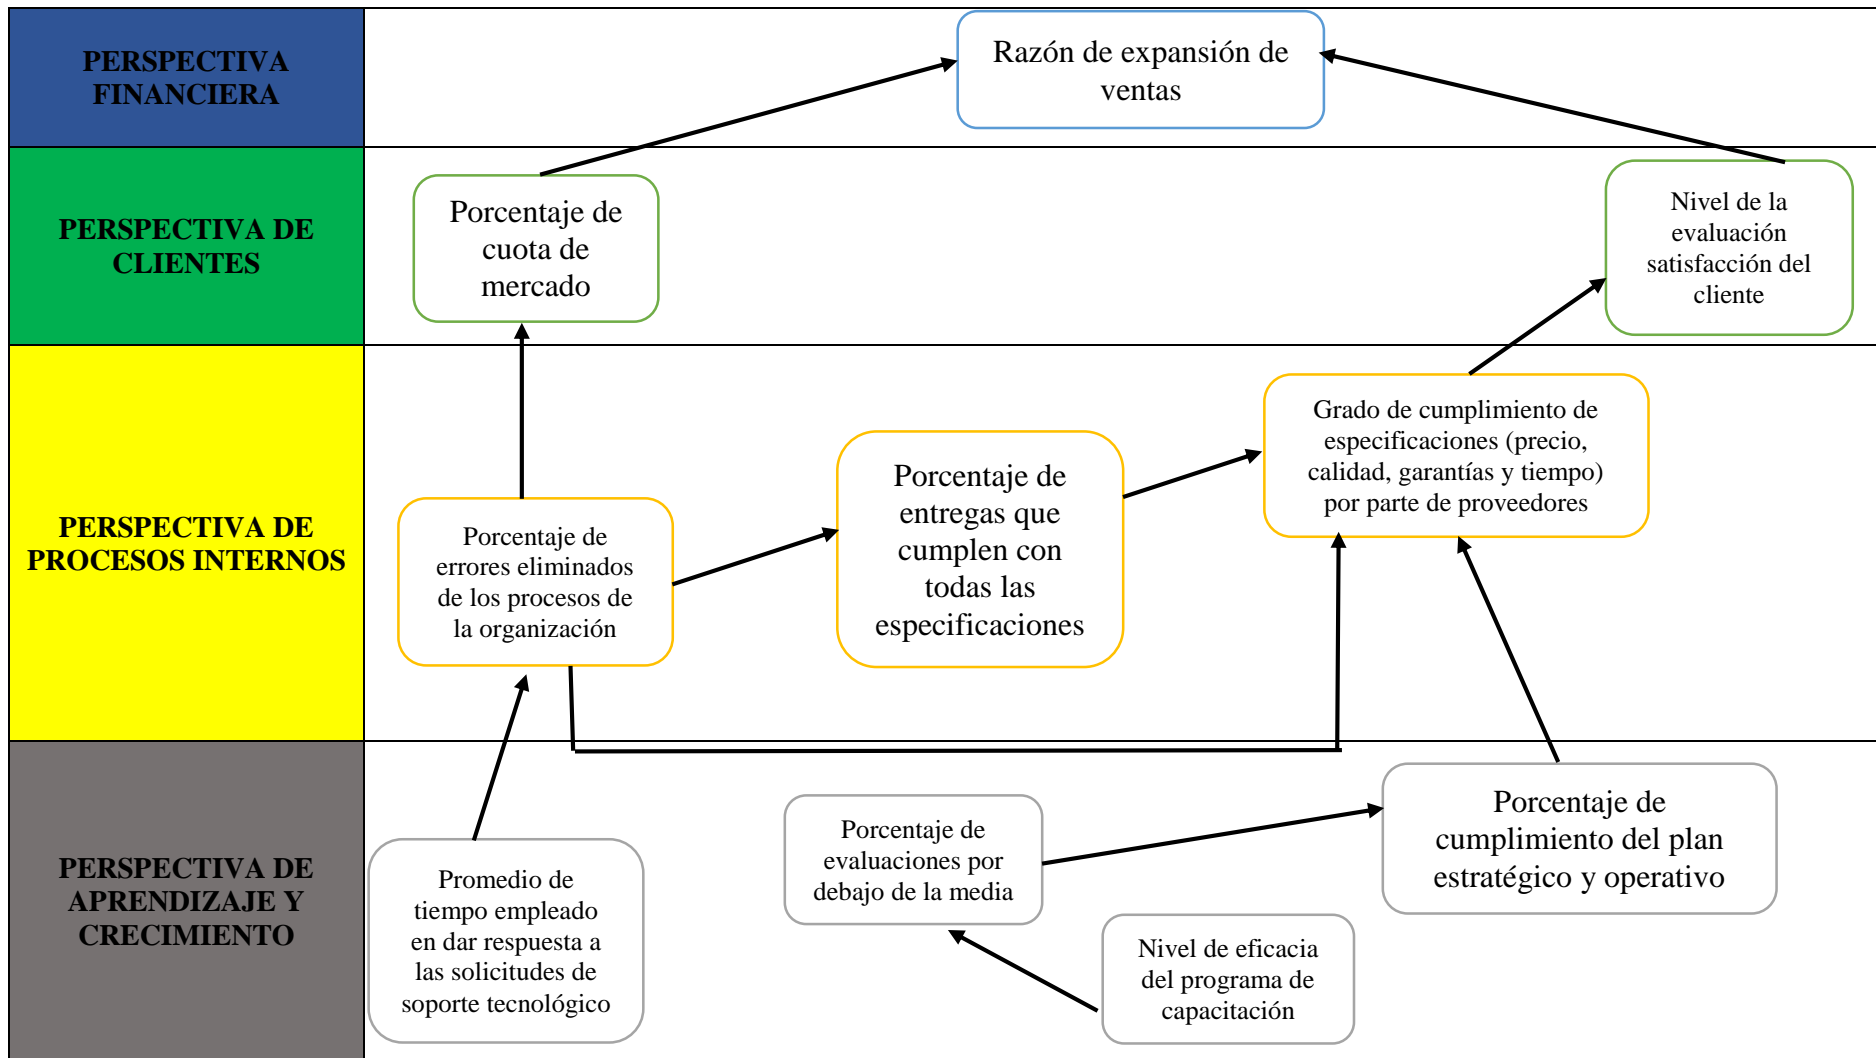 PERSPECTIVA
FINANCIERA
Razón de expansión de
ventas
PERSPECTIVA DE
CLIENTES
Porcentaje de
cuota de
mercado
Nivel de la
evaluación
satisfacción del
cliente
PERSPECTIVA DE
PROCESOS INTERNOS
Porcentaje de
errores eliminados
de los procesos de
la organización
Porcentaje de
entregas que
cumplen con
todas las
especificaciones
Grado de cumplimiento de
especificaciones (precio,
calidad, garantías y tiempo)
por parte de proveedores
PERSPECTIVA DE
APRENDIZAJE Y
CRECIMIENTO
Promedio de
tiempo empleado
en dar respuesta a
las solicitudes de
soporte tecnológico
Porcentaje de
evaluaciones por
debajo de la media
Nivel de eficacia
del programa de
capacitación
Porcentaje de
cumplimiento del plan
estratégico y operativo